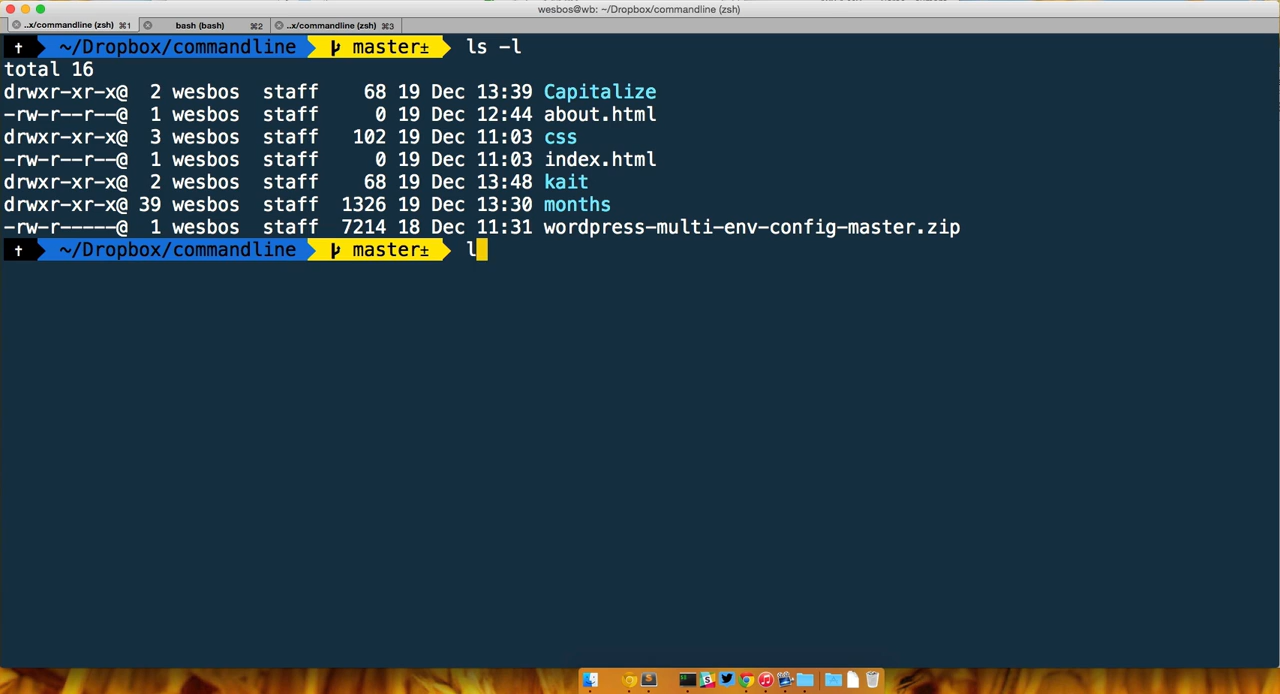 wesbos@wb: ~/Dropbox/commandline (zsh)
..x/commandline (zsh) ⌘1 bash (bash) ⌘2 ..x/commandline (zsh) ⌘3
~/Dropbox/commandline master± ls -l
total 16
drwxr-xr-x@ 2 wesbos staff 68 19 Dec 13:39 Capitalize
-rw-r--r--@ 1 wesbos staff 0 19 Dec 12:44 about.html
drwxr-xr-x@ 3 wesbos staff 102 19 Dec 11:03 css
-rw-r--r--@ 1 wesbos staff 0 19 Dec 11:03 index.html
drwxr-xr-x@ 2 wesbos staff 68 19 Dec 13:48 kait
drwxr-xr-x@ 39 wesbos staff 1326 19 Dec 13:30 months
-rw-r-----@ 1 wesbos staff 7214 18 Dec 11:31 wordpress-multi-env-config-master.zip
~/Dropbox/commandline master± l